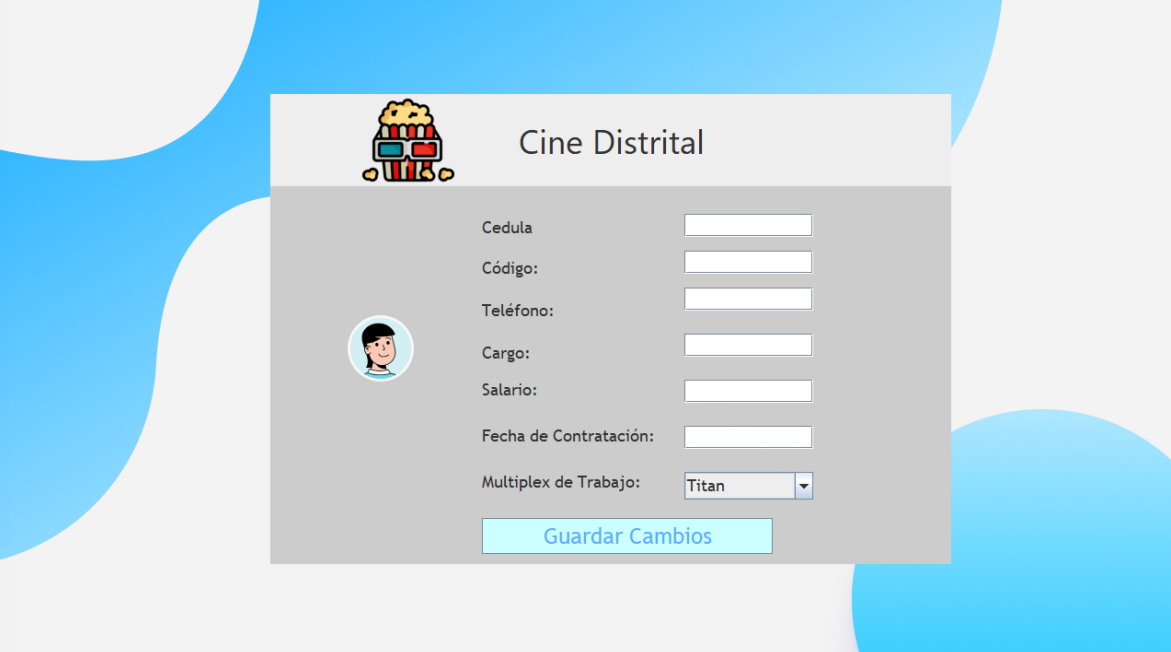 Cine Distrital
Cedula
Código:
Teléfono:
Cargo:
Salario:
Fecha de Contratación:
Multiplex de Trabajo:
Titan
Guardar Cambios